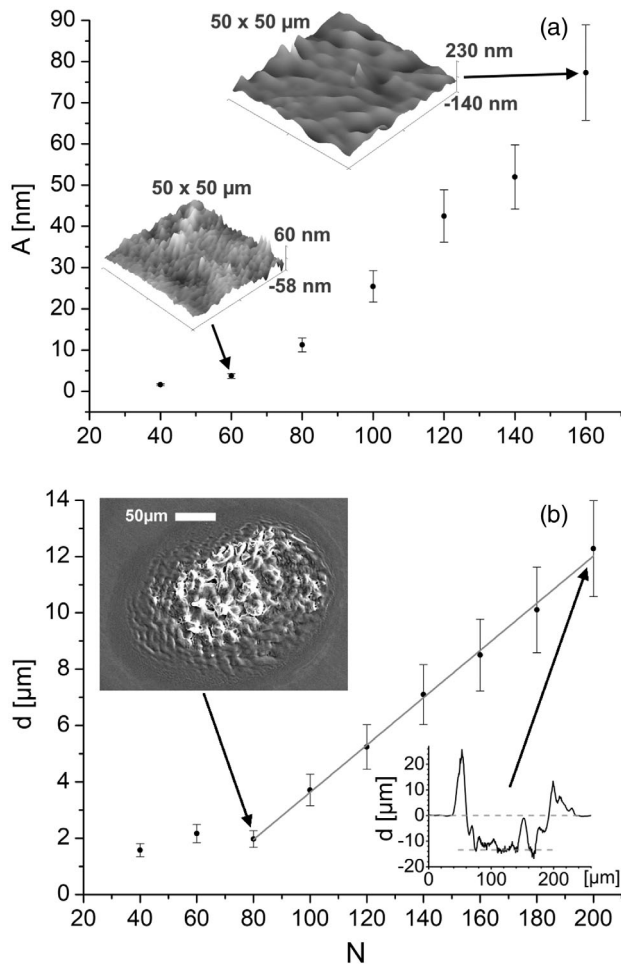 (a)
A [nm]
90
80
70
60
50
40
30
20
10
0
50 x 50 µm
230 nm
-140 nm
50 x 50 µm
60 nm
-58 nm
20 40 60 80 100 120 140 160
(b)
d [µm]
14
12
10
8
6
4
2
0
50µm
d [µm]
20
10
0
-10
-20
0 100 200 [µm]
20 40 60 80 100 120 140 160 180 200
N